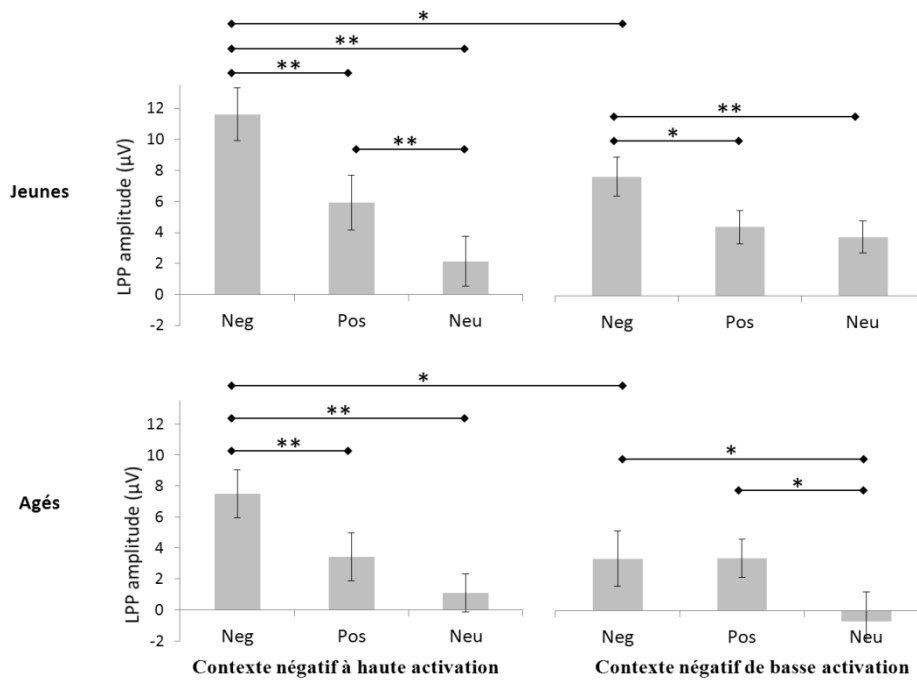 *
**
**
**
**
*
12
10
8
6
4
2
0
-2
LPP amplitude (µV)
Jeunes
Neg Pos Neu
Neg Pos Neu
*
**
**
*
*
12
10
8
6
4
2
0
-2
LPP amplitude (µV)
Agés
Neg Pos Neu
Neg Pos Neu
Contexte négatif à haute activation
Contexte négatif de basse activation